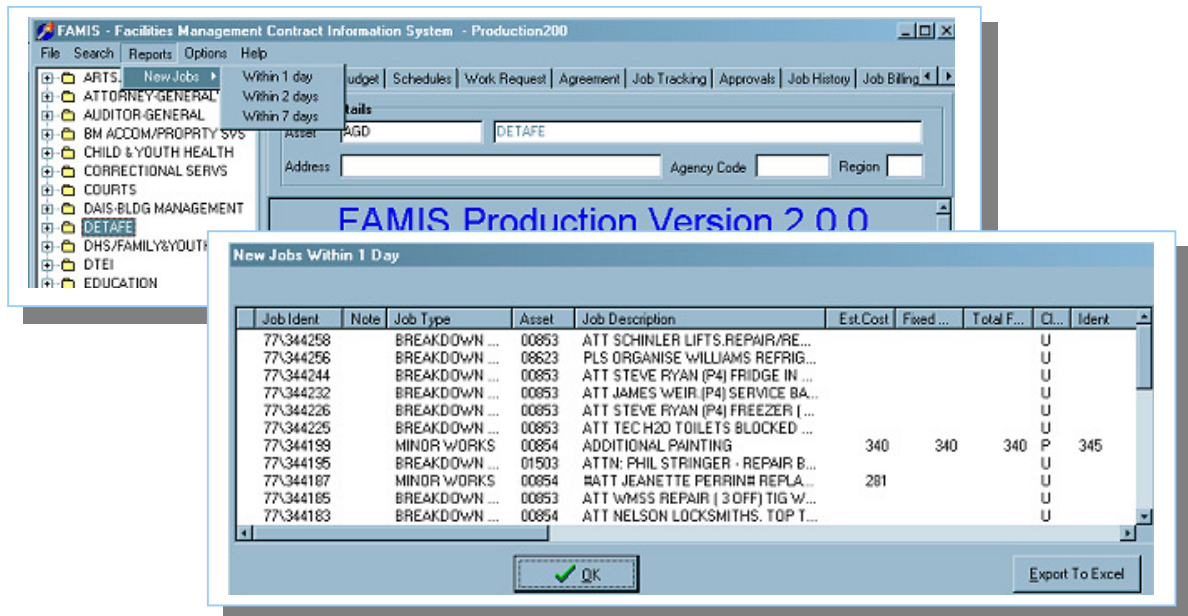 FAMIS - Facilities Management Contract Information System - Production200
File Search Reports Options Help
New Jobs
Within 1 day
Within 2 days
Within 7 days
udget Schedules Work Request Agreement Job Tracking Approvals Job History Job Billing
ARTS.
ATTORNEY-GENERAL
AUDITOR-GENERAL
BM ACCOM/PROPRTY SVS
CHILD & YOUTH HEALTH
CORRECTIONAL SERVS
COURTS
DAIS-BLDG MANAGEMENT
DETAFE
DHS/FAMILY&YOUTH
DTEI
EDUCATION
tails
Asset AGD DETAFE
Address Agency Code Region
FAMIS Production Version 2.0.0
New Jobs Within 1 Day
Job Ident Note Job Type Asset Job Description Est.Cost Fixed ... Total F... Cl... Ident
77\344258 BREAKDOWN ... 00853 ATT SCHINLER LIFTS.REPAIR/RE... U
77\344256 BREAKDOWN ... 08623 PLS ORGANISE WILLIAMS REFRIG... U
77\344244 BREAKDOWN ... 00853 ATT STEVE RYAN (P4) FRIDGE IN ... U
77\344232 BREAKDOWN ... 00853 ATT JAMES WEIR.(P4) SERVICE BA... U
77\344226 BREAKDOWN ... 00853 ATT STEVE RYAN (P4) FREEZER ( ... U
77\344225 BREAKDOWN ... 00853 ATT TEC H20 TOILETS BLOCKED ... U
77\344199 MINOR WORKS 00854 ADDITIONAL PAINTING 340 340 340 P 345
77\344195 BREAKDOWN ... 01503 ATTN: PHIL STRINGER - REPAIR B... U
77\344187 MINOR WORKS 00854 #ATT JEANETTE PERRIN# REPLA... 281 U
77\344185 BREAKDOWN ... 00853 ATT WMSS REPAIR ( 3 OFF) TIG W... U
77\344183 BREAKDOWN ... 00854 ATT NELSON LOCKSMITHS. TOP T... U
OK
Export To Excel